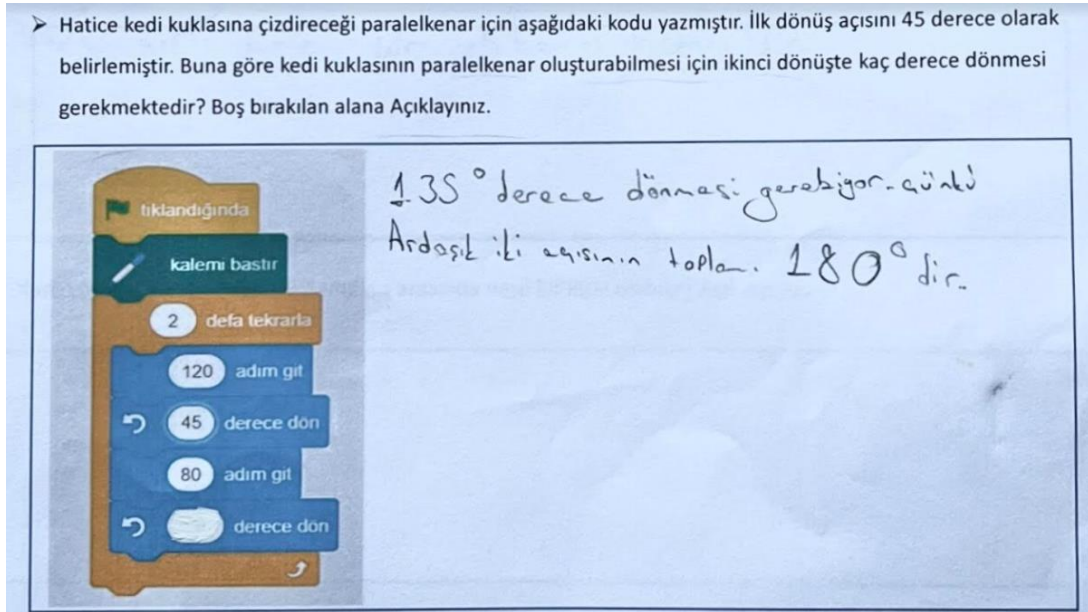 ➤ Hatice kedi kuklasına çizdireceği paralelkenar için aşağıdaki kodu yazmıştır. İlk dönüş açısını 45 derece olarak
belirlemiştir. Buna göre kedi kuklasının paralelkenar oluşturabilmesi için ikinci dönüşte kaç derece dönmesi
gerekmektedir? Boş bırakılan alana Açıklayınız.
tıklandığında
kalemi bastır
2 defa tekrarla
120 adım git
45 derece dön
80 adım git
derece dön
135° derece dönmesi gerekiyor. çünkü
Ardaşık iki açısının toplamı 180° dir.